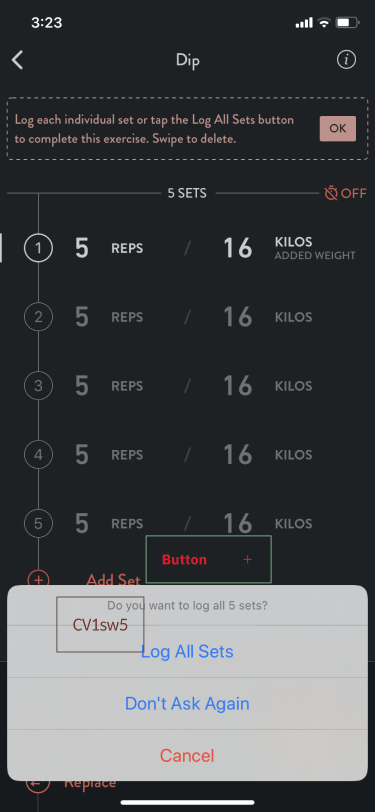 3:23
Dip
Log each individual set or tap the Log All Sets button
to complete this exercise. Swipe to delete.
OK
5 SETS
OFF
1 5 REPS / 16 KILOS
ADDED WEIGHT
2 5 REPS / 16 KILOS
3 5 REPS / 16 KILOS
4 5 REPS / 16 KILOS
5 5 REPS / 16 KILOS
Button +
+ Add Set
Do you want to log all 5 sets?
CV1sw5
Log All Sets
Don't Ask Again
Cancel
Replace